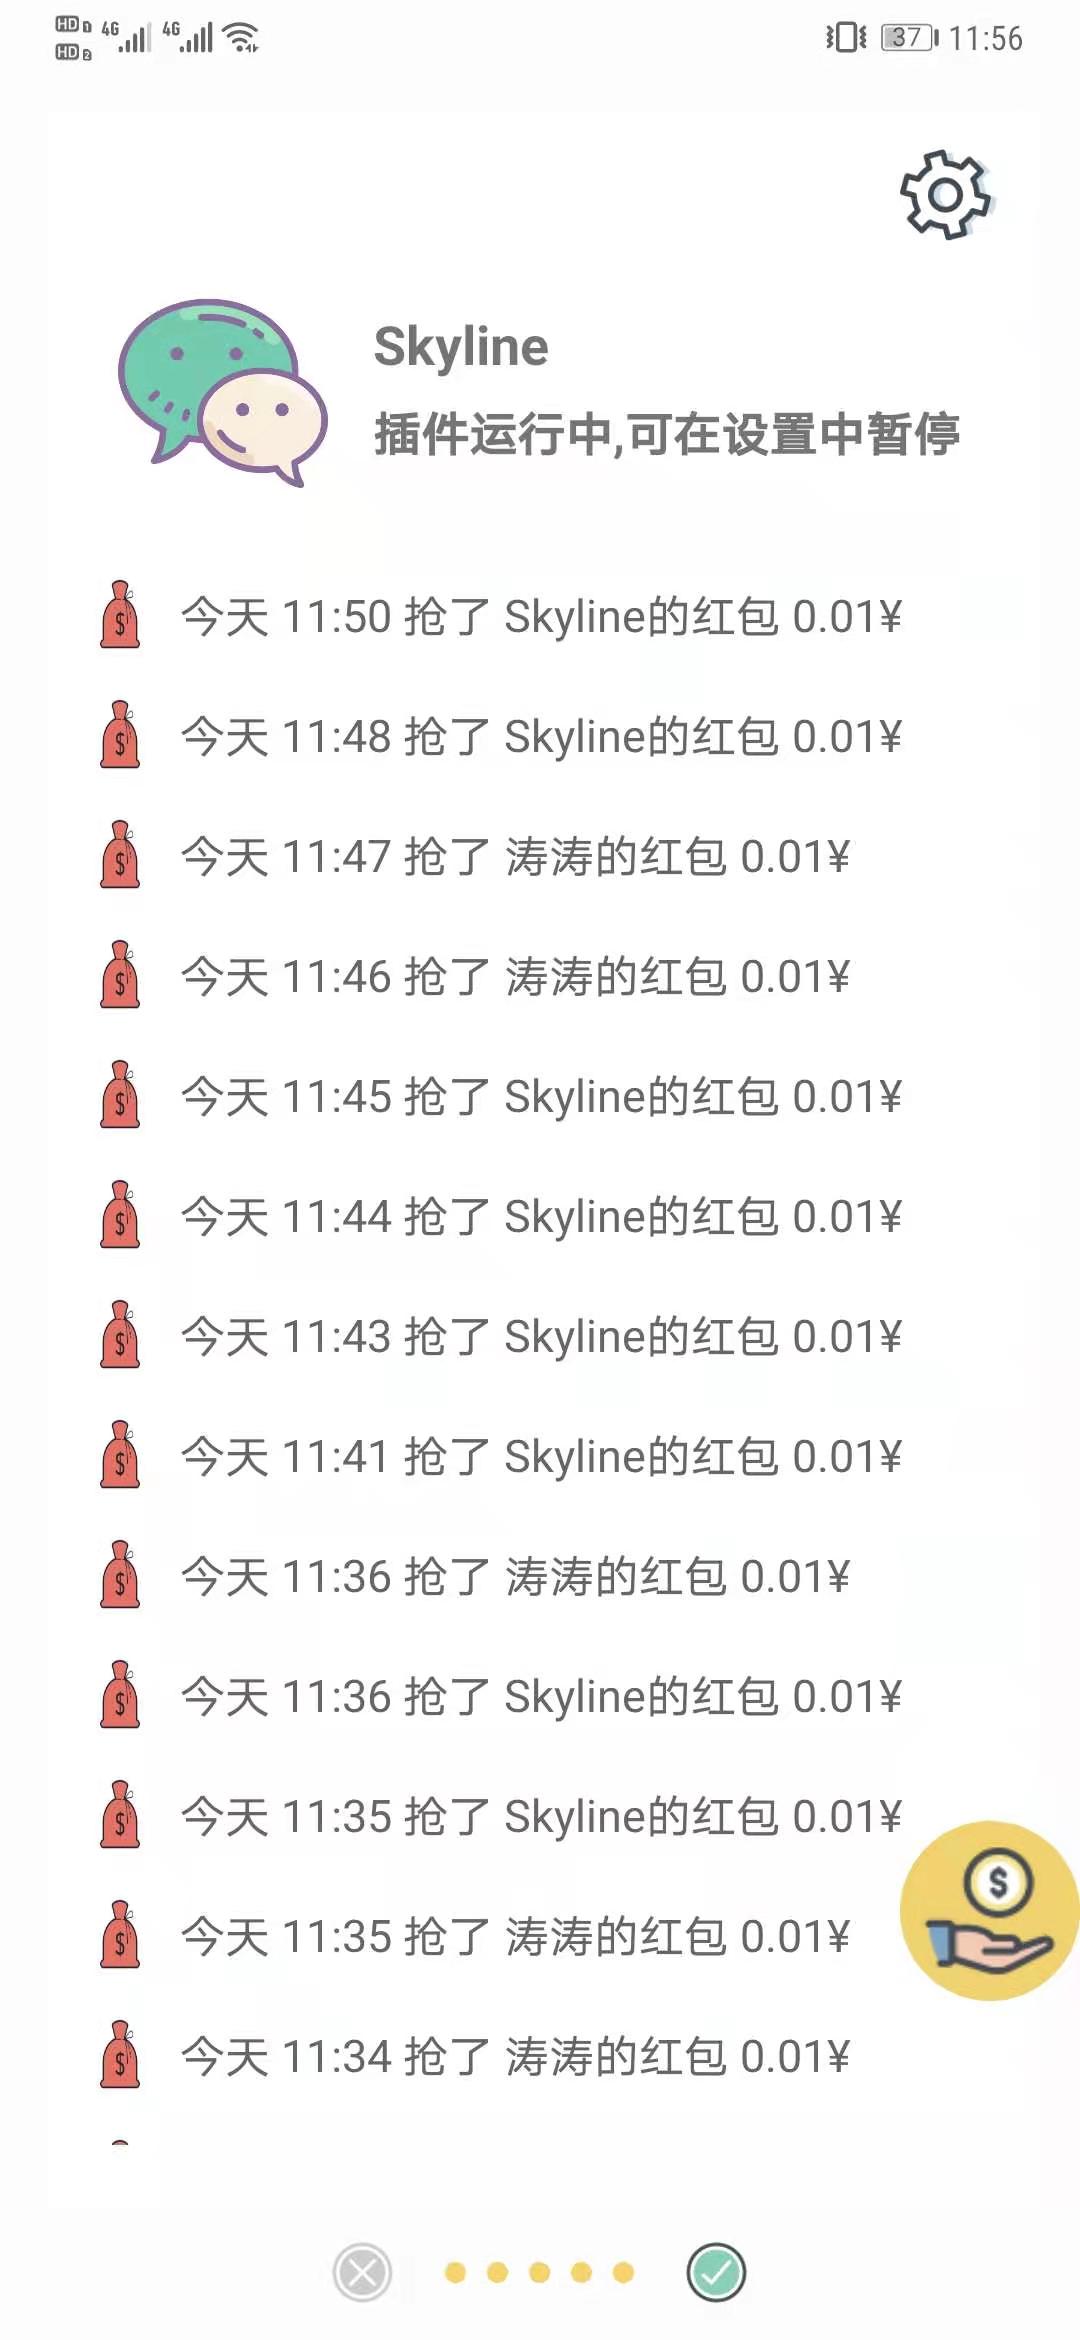 HD 1 4G 4G
HD 2
37 11:56
Skyline
插件运行中,可在设置中暂停
$ 今天 11:50 抢了 Skyline的红包 0.01¥
$ 今天 11:48 抢了 Skyline的红包 0.01¥
$ 今天 11:47 抢了 涛涛的红包 0.01¥
$ 今天 11:46 抢了 涛涛的红包 0.01¥
$ 今天 11:45 抢了 Skyline的红包 0.01¥
$ 今天 11:44 抢了 Skyline的红包 0.01¥
$ 今天 11:43 抢了 Skyline的红包 0.01¥
$ 今天 11:41 抢了 Skyline的红包 0.01¥
$ 今天 11:36 抢了 涛涛的红包 0.01¥
$ 今天 11:36 抢了 Skyline的红包 0.01¥
$ 今天 11:35 抢了 Skyline的红包 0.01¥
$
$ 今天 11:35 抢了 涛涛的红包 0.01¥
$ 今天 11:34 抢了 涛涛的红包 0.01¥